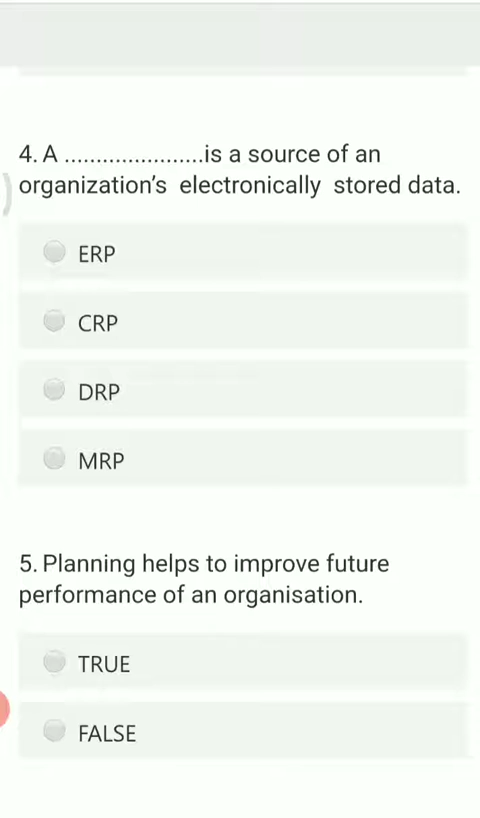 4. A ......................is a source of an
organization's electronically stored data.
ERP
CRP
DRP
MRP
5. Planning helps to improve future
performance of an organisation.
TRUE
FALSE